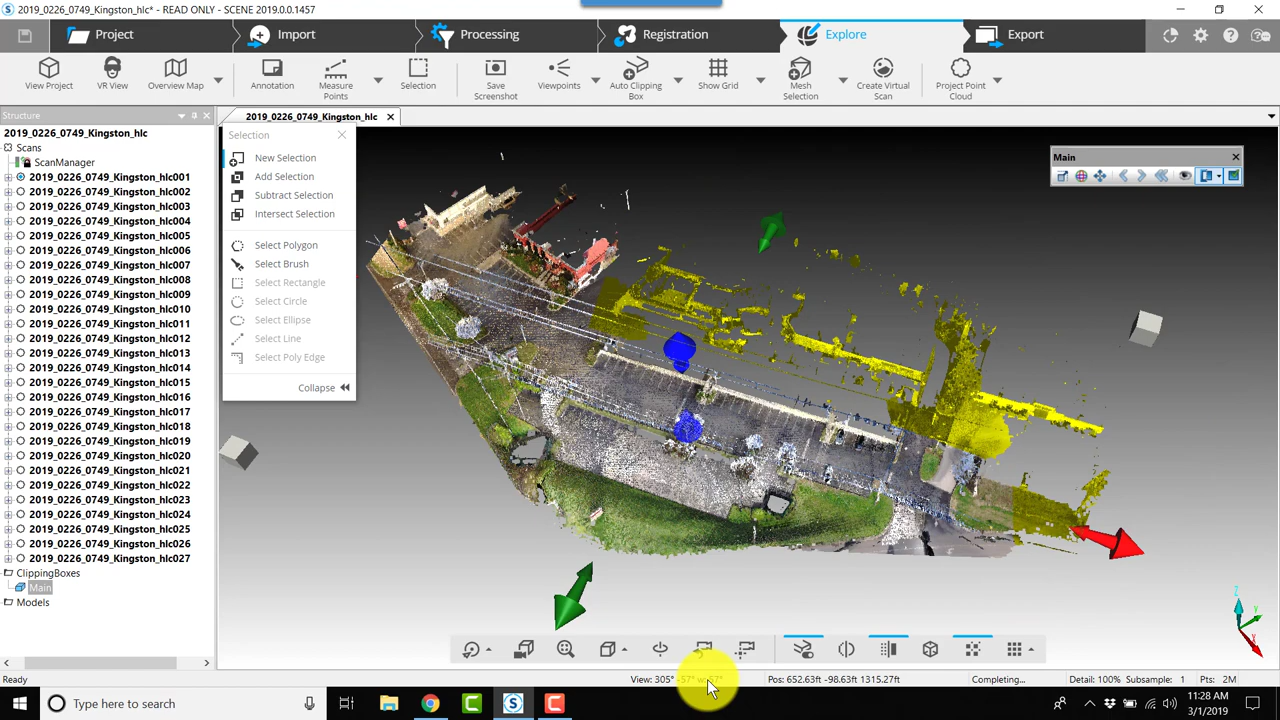 2019_0226_0749_Kingston_hlc* - READ ONLY - SCENE 2019.0.0.1457
Project
Import
Processing
Registration
Explore
Export
View Project
VR View
Overview Map
Annotation
Measure Points
Selection
Save Screenshot
Viewpoints
Auto Clipping Box
Show Grid
Mesh Selection
Create Virtual Scan
Project Point Cloud
Structure
2019_0226_0749_Kingston_hlc
2019_0226_0749_Kingston_hlc
Scans
ScanManager
2019_0226_0749_Kingston_hlc001
2019_0226_0749_Kingston_hlc002
2019_0226_0749_Kingston_hlc003
2019_0226_0749_Kingston_hlc004
2019_0226_0749_Kingston_hlc005
2019_0226_0749_Kingston_hlc006
2019_0226_0749_Kingston_hlc007
2019_0226_0749_Kingston_hlc008
2019_0226_0749_Kingston_hlc009
2019_0226_0749_Kingston_hlc010
2019_0226_0749_Kingston_hlc011
2019_0226_0749_Kingston_hlc012
2019_0226_0749_Kingston_hlc013
2019_0226_0749_Kingston_hlc014
2019_0226_0749_Kingston_hlc015
2019_0226_0749_Kingston_hlc016
2019_0226_0749_Kingston_hlc017
2019_0226_0749_Kingston_hlc018
2019_0226_0749_Kingston_hlc019
2019_0226_0749_Kingston_hlc020
2019_0226_0749_Kingston_hlc021
2019_0226_0749_Kingston_hlc022
2019_0226_0749_Kingston_hlc023
2019_0226_0749_Kingston_hlc024
2019_0226_0749_Kingston_hlc025
2019_0226_0749_Kingston_hlc026
2019_0226_0749_Kingston_hlc027
ClippingBoxes
Main
Models
Selection
New Selection
Add Selection
Subtract Selection
Intersect Selection
Select Polygon
Select Brush
Select Rectangle
Select Circle
Select Ellipse
Select Line
Select Poly Edge
Collapse
Main
Z
Y
X
Ready
View: 305° -57° w:57°
Pos: 652.63ft -98.63ft 1315.27ft
Completing...
Detail: 100%
Subsample: 1
Pts: 2M
Type here to search
11:28 AM
3/1/2019